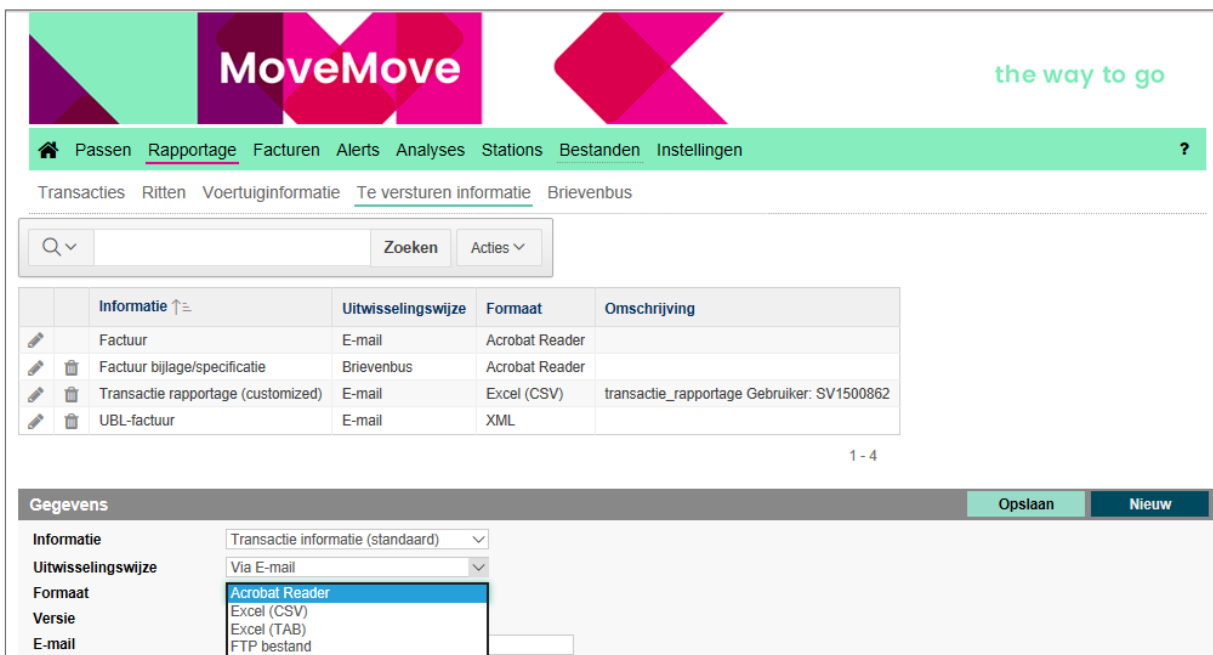 MoveMove
the way to go
Passen Rapportage Facturen Alerts Analyses Stations Bestanden Instellingen ?
Transacties Ritten Voertuiginformatie Te versturen informatie Brievenbus
Zoeken Acties
Informatie Uitwisselingswijze Formaat Omschrijving
Factuur E-mail Acrobat Reader
Factuur bijlage/specificatie Brievenbus Acrobat Reader
Transactie rapportage (customized) E-mail Excel (CSV) transactie_rapportage Gebruiker: SV1500862
UBL-factuur E-mail XML
1 - 4
Gegevens Opslaan Nieuw
Informatie Transactie informatie (standaard)
Uitwisselingswijze Via E-mail
Formaat Acrobat Reader
Excel (CSV)
Versie
Excel (TAB)
E-mail FTP bestand